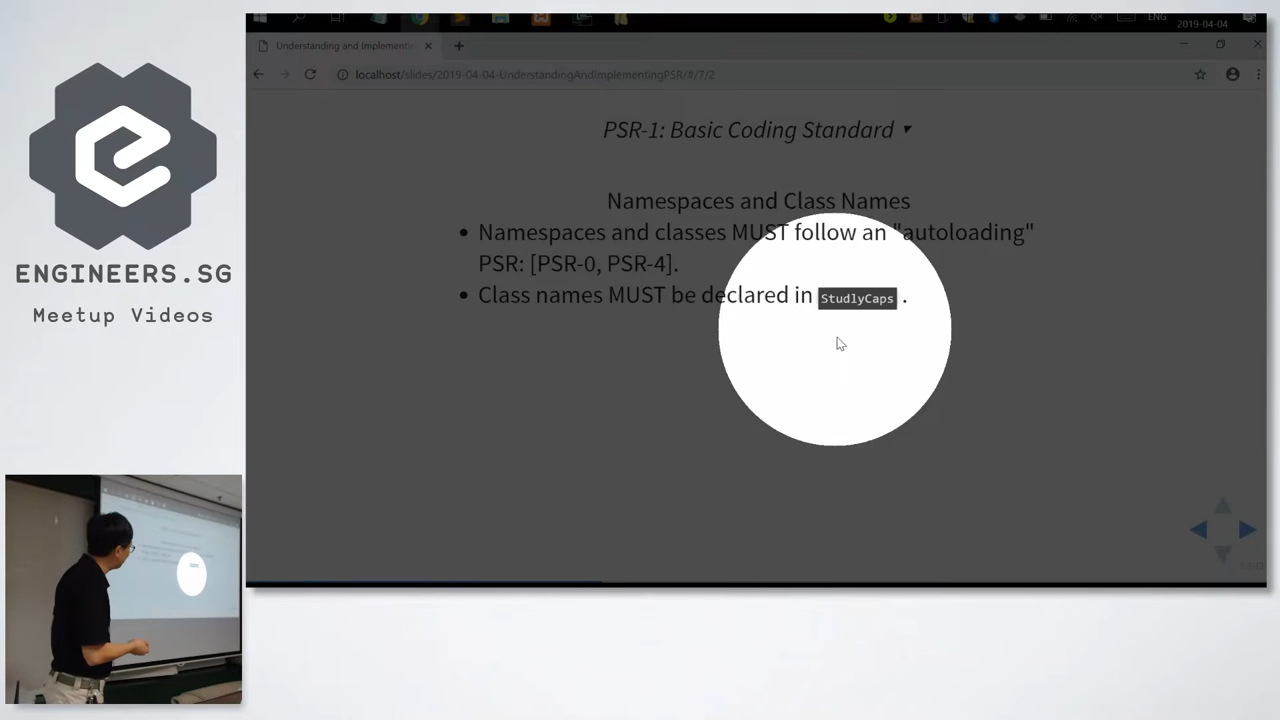 ENG
2019-04-04
Understanding and Implementin
localhost/slides/2019-04-04-UnderstandingAndImplementingPSR/#/7/2
PSR-1: Basic Coding Standard
Namespaces and Class Names
• Namespaces and classes MUST follow an "autoloading"
PSR: [PSR-0, PSR-4].
• Class names MUST be declared in StudlyCaps .
ENGINEERS.SG
Meetup Videos